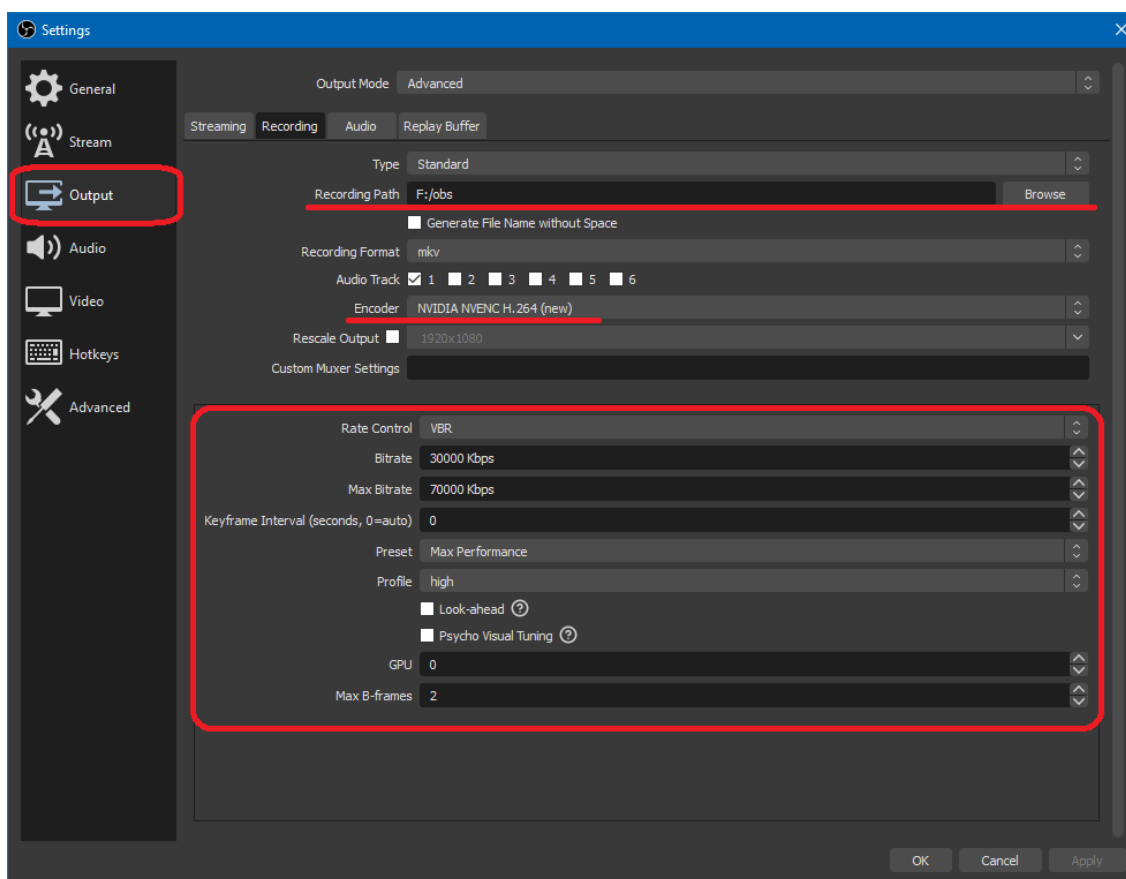 Settings
General
Stream
Output
Audio
Video
Hotkeys
Advanced
Output Mode Advanced
Streaming Recording Audio Replay Buffer
Type Standard
Recording Path F:/obs Browse
Generate File Name without Space
Recording Format mkv
Audio Track 1 2 3 4 5 6
Encoder NVIDIA NVENC H.264 (new)
Rescale Output 1920x1080
Custom Muxer Settings
Rate Control VBR
Bitrate 30000 Kbps
Max Bitrate 70000 Kbps
Keyframe Interval (seconds, 0=auto) 0
Preset Max Performance
Profile high
Look-ahead ?
Psycho Visual Tuning ?
GPU 0
Max B-frames 2
OK Cancel Apply